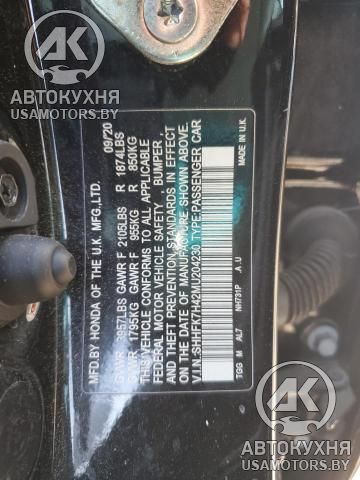 АК
АВТОКУХНЯ
USAMOTORS.BY
MFD.BY HONDA OF THE U.K. MFG.,LTD. 09/20
GVWR 3957LBS GAWR F 2105LBS R 1874LBS
GVWR 1795KG GAWR F 955KG R 850KG
THIS VEHICLE CONFORMS TO ALL APPLICABLE
FEDERAL MOTOR VEHICLE SAFETY , BUMPER ,
AND THEFT PREVENTION STANDARDS IN EFFECT
ON THE DATE OF MANUFACTURE SHOWN ABOVE.
V.I.N.:SHHFK7H42MU204230 TYPE:PASSENGER CAR
MADE IN U.K.
TGG M AL7 NH731P .A.U
АК
АВТОКУХНЯ
USAMOTORS.BY